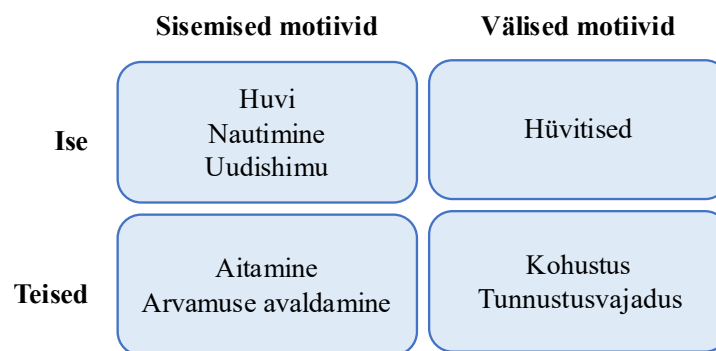 Sisemised motiivid
Välised motiivid
Ise
Huvi
Nautimine
Uudishimu
Hüvitised
Teised
Aitamine
Arvamuse avaldamine
Kohustus
Tunnustusvajadus